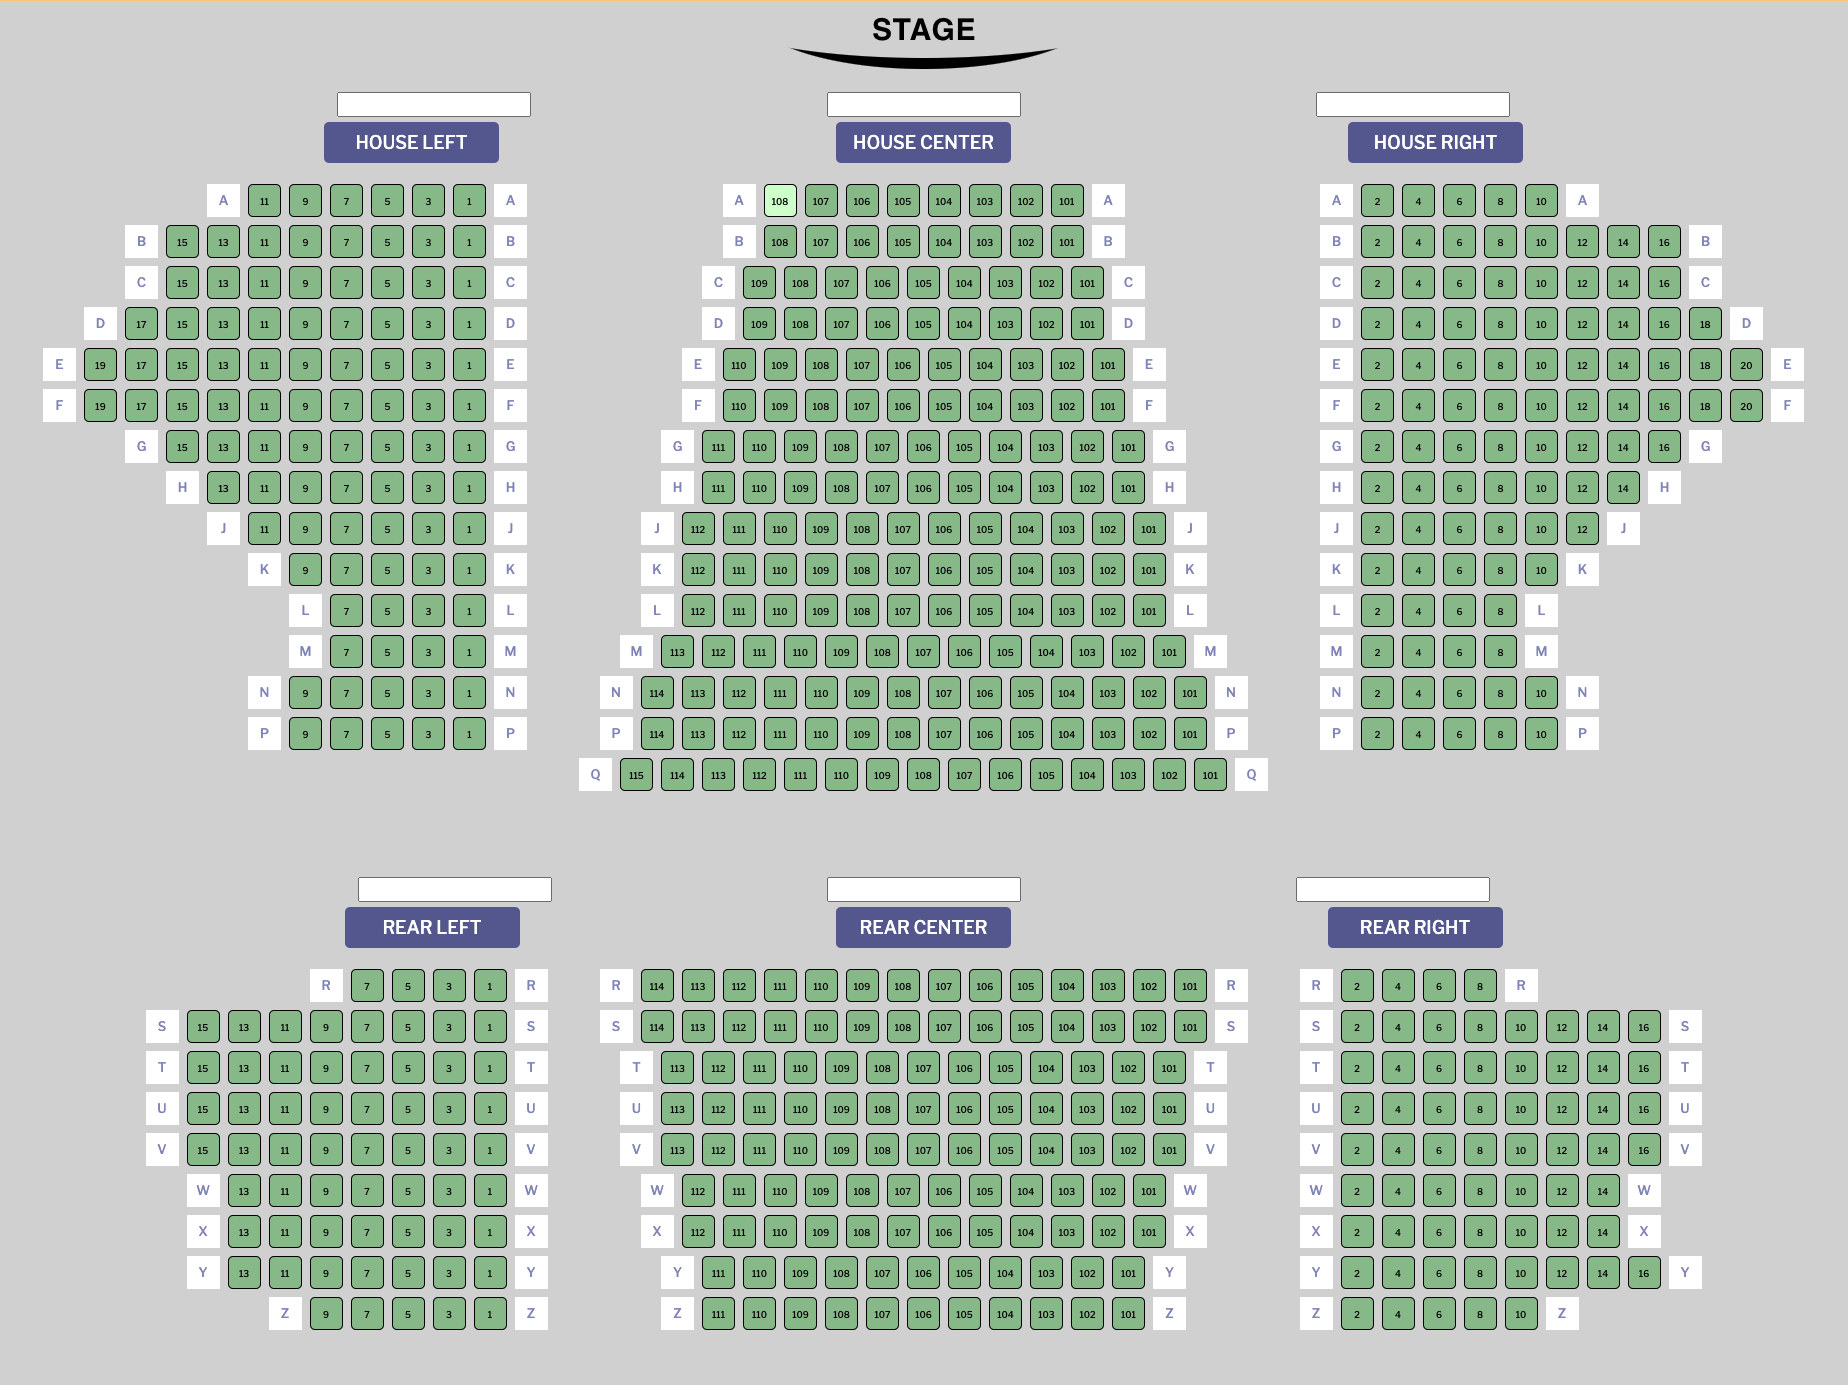 STAGE
HOUSE LEFT HOUSE CENTER HOUSE RIGHT
A 11 9 7 5 3 1 A A 108 107 106 105 104 103 102 101 A A 2 4 6 8 10 A
B 15 13 11 9 7 5 3 1 B B 108 107 106 105 104 103 102 101 B B 2 4 6 8 10 12 14 16 B
C 15 13 11 9 7 5 3 1 C C 109 108 107 106 105 104 103 102 101 C C 2 4 6 8 10 12 14 16 C
D 17 15 13 11 9 7 5 3 1 D D 109 108 107 106 105 104 103 102 101 D D 2 4 6 8 10 12 14 16 18 D
E 19 17 15 13 11 9 7 5 3 1 E E 110 109 108 107 106 105 104 103 102 101 E E 2 4 6 8 10 12 14 16 18 20 E
F 19 17 15 13 11 9 7 5 3 1 F F 110 109 108 107 106 105 104 103 102 101 F F 2 4 6 8 10 12 14 16 18 20 F
G 15 13 11 9 7 5 3 1 G G 111 110 109 108 107 106 105 104 103 102 101 G G 2 4 6 8 10 12 14 16 G
H 13 11 9 7 5 3 1 H H 111 110 109 108 107 106 105 104 103 102 101 H H 2 4 6 8 10 12 14 H
J 11 9 7 5 3 1 J J 112 111 110 109 108 107 106 105 104 103 102 101 J J 2 4 6 8 10 12 J
K 9 7 5 3 1 K K 112 111 110 109 108 107 106 105 104 103 102 101 K K 2 4 6 8 10 K
L 7 5 3 1 L L 112 111 110 109 108 107 106 105 104 103 102 101 L L 2 4 6 8 L
M 7 5 3 1 M M 113 112 111 110 109 108 107 106 105 104 103 102 101 M M 2 4 6 8 M
N 9 7 5 3 1 N N 114 113 112 111 110 109 108 107 106 105 104 103 102 101 N N 2 4 6 8 10 N
P 9 7 5 3 1 P P 114 113 112 111 110 109 108 107 106 105 104 103 102 101 P P 2 4 6 8 10 P
Q 115 114 113 112 111 110 109 108 107 106 105 104 103 102 101 Q
REAR LEFT REAR CENTER REAR RIGHT
R 7 5 3 1 R R 114 113 112 111 110 109 108 107 106 105 104 103 102 101 R R 2 4 6 8 R
S 15 13 11 9 7 5 3 1 S S 114 113 112 111 110 109 108 107 106 105 104 103 102 101 S S 2 4 6 8 10 12 14 16 S
T 15 13 11 9 7 5 3 1 T T 113 112 111 110 109 108 107 106 105 104 103 102 101 T T 2 4 6 8 10 12 14 16 T
U 15 13 11 9 7 5 3 1 U U 113 112 111 110 109 108 107 106 105 104 103 102 101 U U 2 4 6 8 10 12 14 16 U
V 15 13 11 9 7 5 3 1 V V 113 112 111 110 109 108 107 106 105 104 103 102 101 V V 2 4 6 8 10 12 14 16 V
W 13 11 9 7 5 3 1 W W 112 111 110 109 108 107 106 105 104 103 102 101 W W 2 4 6 8 10 12 14 W
X 13 11 9 7 5 3 1 X X 112 111 110 109 108 107 106 105 104 103 102 101 X X 2 4 6 8 10 12 14 X
Y 13 11 9 7 5 3 1 Y Y 111 110 109 108 107 106 105 104 103 102 101 Y Y 2 4 6 8 10 12 14 16 Y
Z 9 7 5 3 1 Z Z 111 110 109 108 107 106 105 104 103 102 101 Z Z 2 4 6 8 10 Z